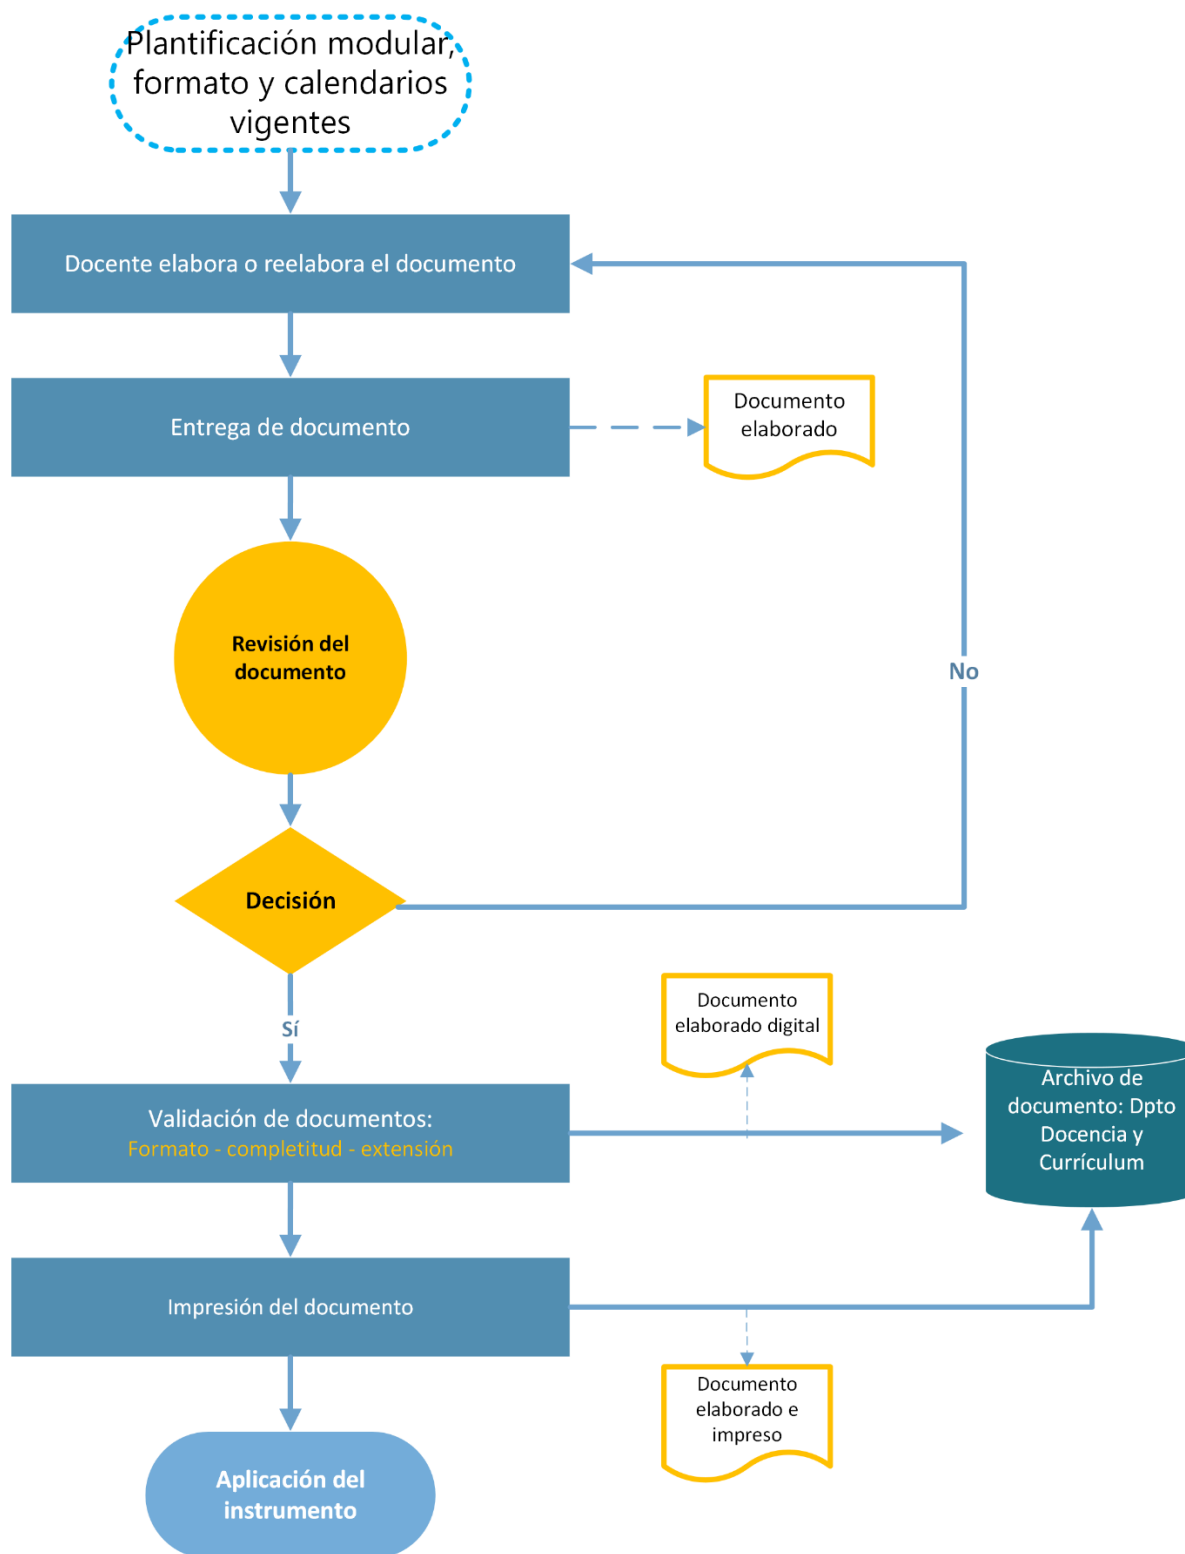 Plantificación modular,
formato y calendarios
vigentes
Docente elabora o reelabora el documento
Entrega de documento
Documento
elaborado
Revisión del
documento
No
Decisión
Sí
Documento
elaborado digital
Validación de documentos:
Formato - completitud - extensión
Archivo de
documento: Dpto
Docencia y
Currículum
Impresión del documento
Documento
elaborado e
impreso
Aplicación del
instrumento